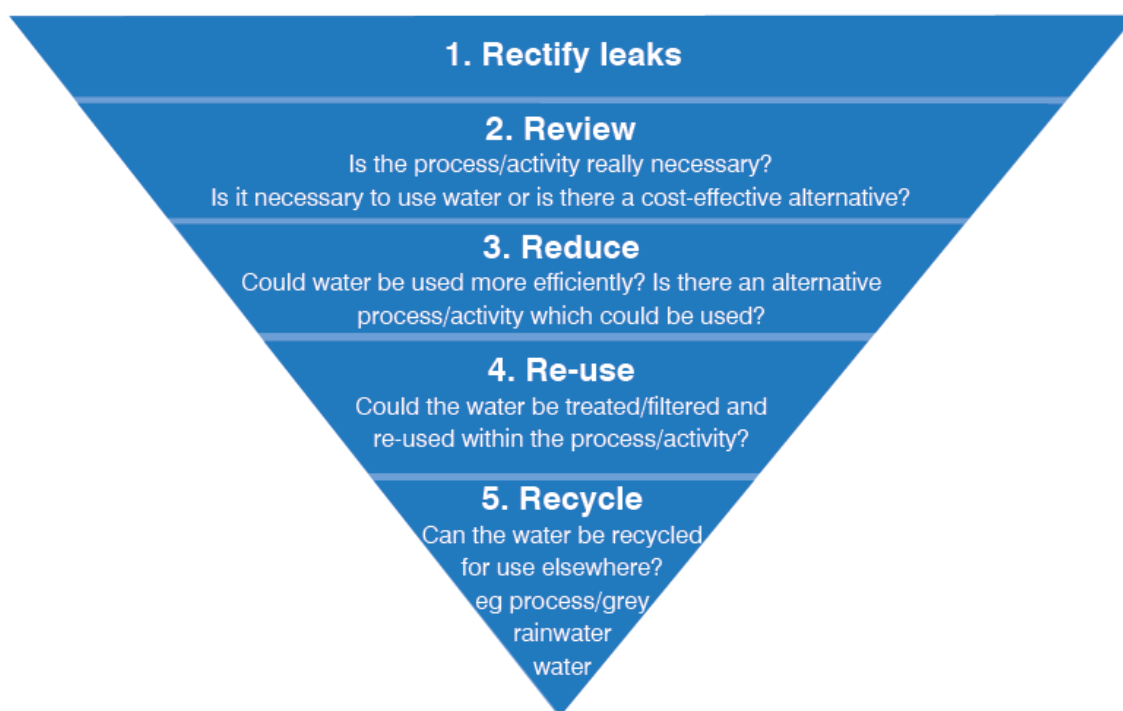 1. Rectify leaks
2. Review
Is the process/activity really necessary?
Is it necessary to use water or is there a cost-effective alternative?
3. Reduce
Could water be used more efficiently? Is there an alternative
process/activity which could be used?
4. Re-use
Could the water be treated/filtered and
re-used within the process/activity?
5. Recycle
Can the water be recycled
for use elsewhere?
eg process/grey
rainwater
water